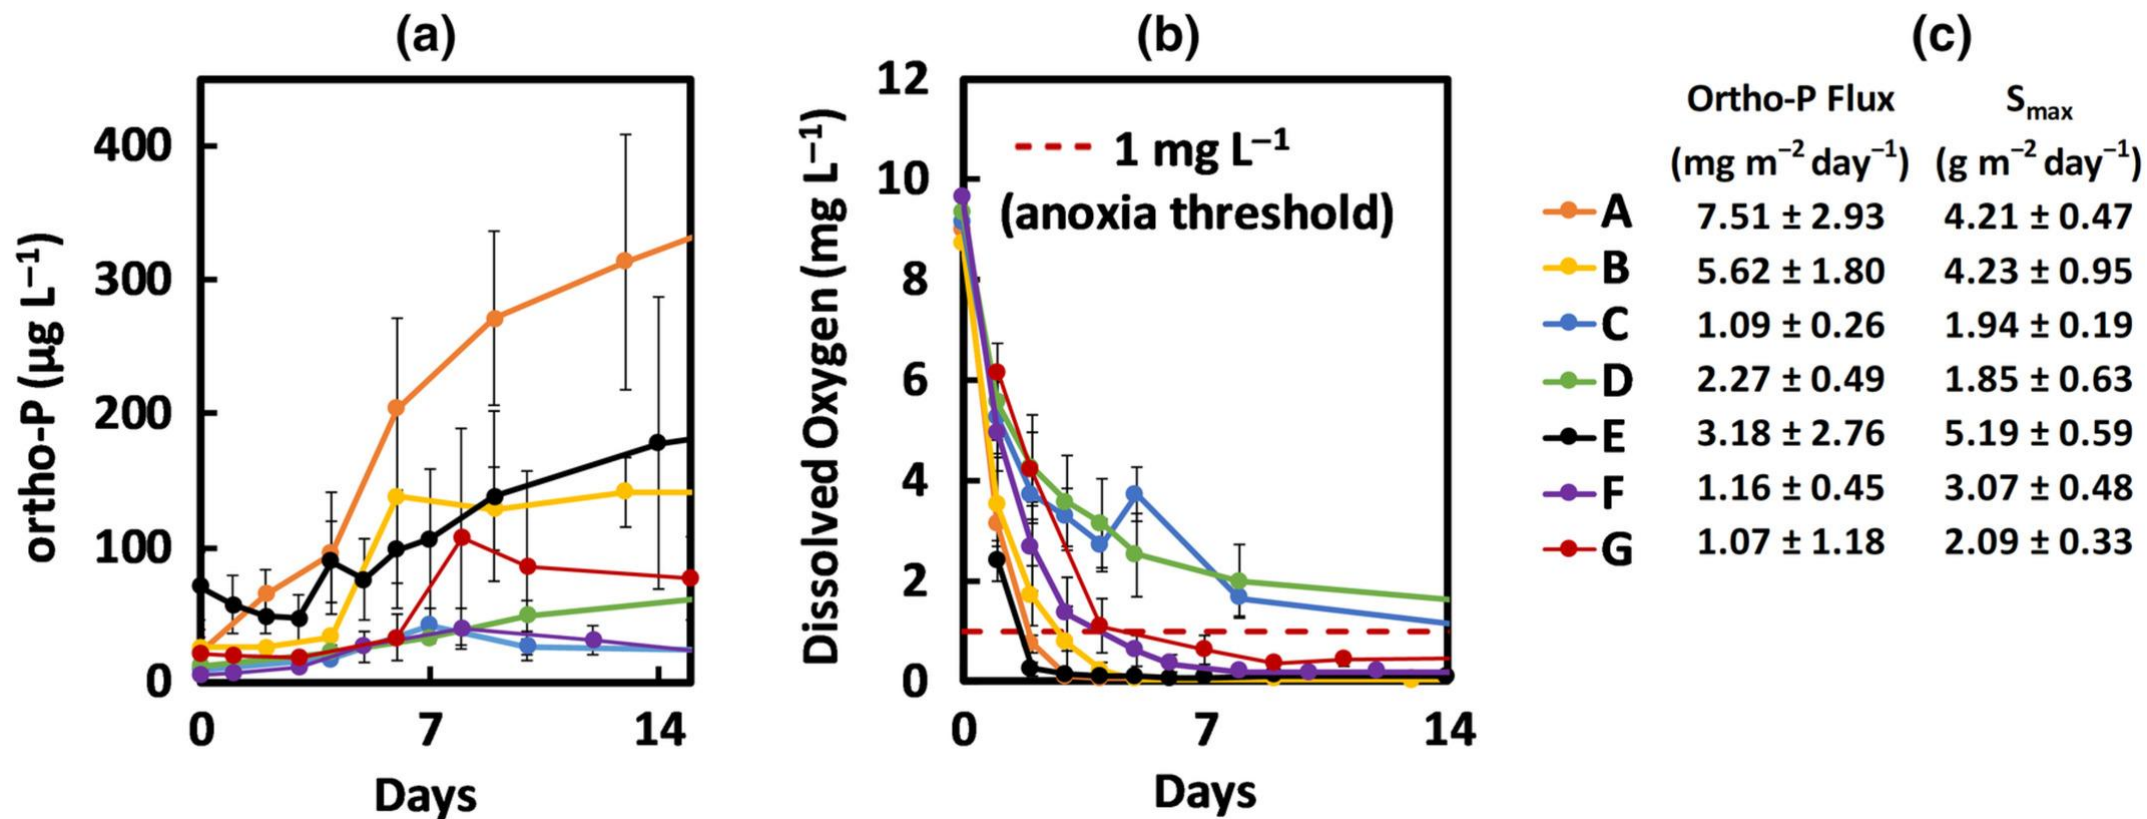 (a)
ortho-P (µg L⁻¹)
400
300
200
100
0
0 7 14
Days
(b)
Dissolved Oxygen (mg L⁻¹)
12
10
8
6
4
2
0
1 mg L⁻¹
(anoxia threshold)
0 7 14
Days
(c)
Ortho-P Flux Smax
(mg m⁻² day⁻¹) (g m⁻² day⁻¹)
A 7.51 ± 2.93 4.21 ± 0.47
B 5.62 ± 1.80 4.23 ± 0.95
C 1.09 ± 0.26 1.94 ± 0.19
D 2.27 ± 0.49 1.85 ± 0.63
E 3.18 ± 2.76 5.19 ± 0.59
F 1.16 ± 0.45 3.07 ± 0.48
G 1.07 ± 1.18 2.09 ± 0.33